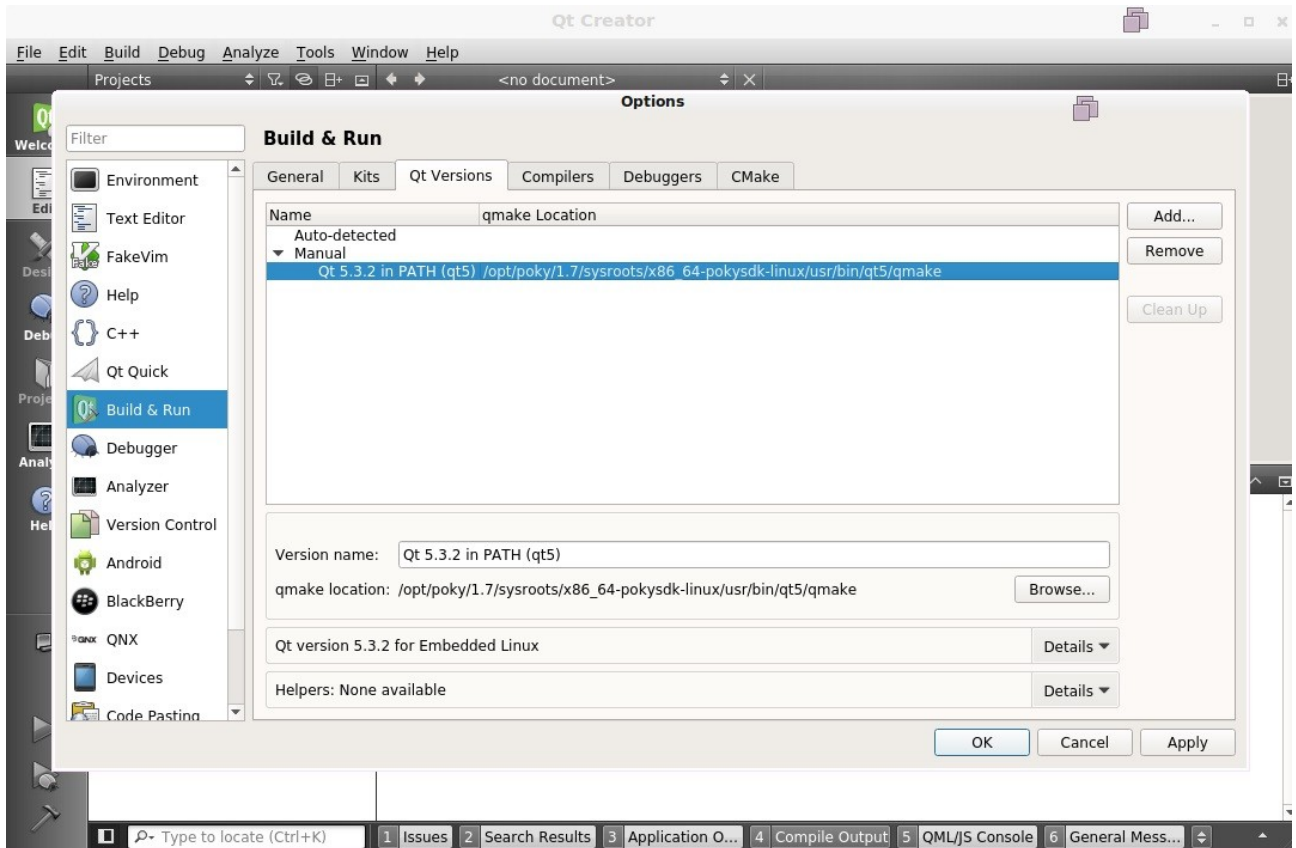 Qt Creator
File Edit Build Debug Analyze Tools Window Help
Projects <no document>
Options
Filter
Build & Run
Environment
Text Editor
FakeVim
Help
C++
Qt Quick
Build & Run
Debugger
Analyzer
Version Control
Android
BlackBerry
QNX
Devices
Code Pasting
General Kits Qt Versions Compilers Debuggers CMake
Name qmake Location
Auto-detected
Manual
Qt 5.3.2 in PATH (qt5) /opt/poky/1.7/sysroots/x86_64-pokysdk-linux/usr/bin/qt5/qmake
Add...
Remove
Clean Up
Version name: Qt 5.3.2 in PATH (qt5)
qmake location: /opt/poky/1.7/sysroots/x86_64-pokysdk-linux/usr/bin/qt5/qmake Browse...
Qt version 5.3.2 for Embedded Linux Details
Helpers: None available Details
OK Cancel Apply
Type to locate (Ctrl+K) 1 Issues 2 Search Results 3 Application O... 4 Compile Output 5 QML/JS Console 6 General Mess...